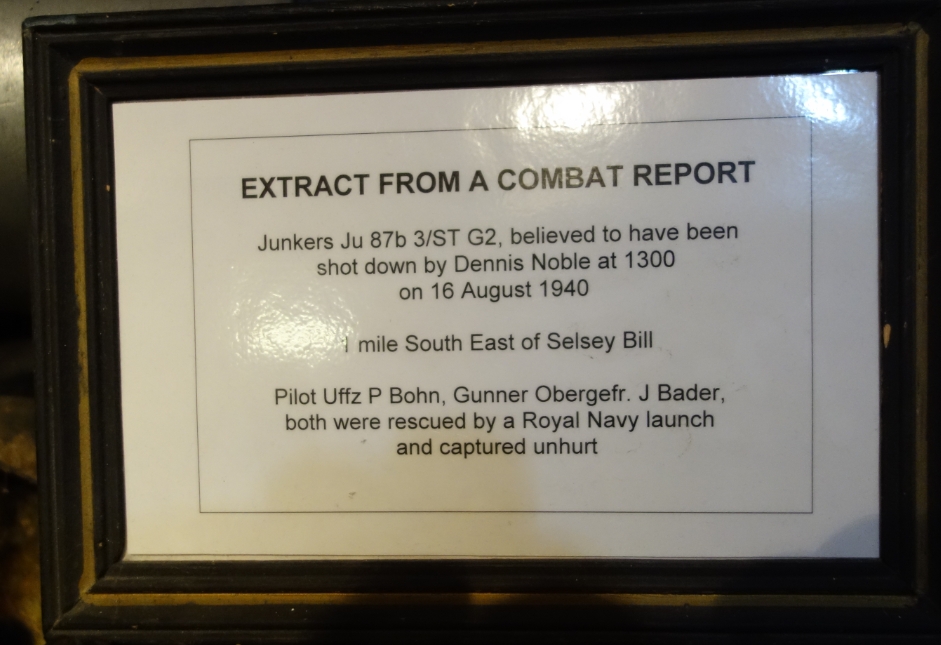 EXTRACT FROM A COMBAT REPORT
Junkers Ju 87b 3/ST G2, believed to have been
shot down by Dennis Noble at 1300
on 16 August 1940
1 mile South East of Selsey Bill
Pilot Uffz P Bohn, Gunner Obergefr. J Bader,
both were rescued by a Royal Navy launch
and captured unhurt